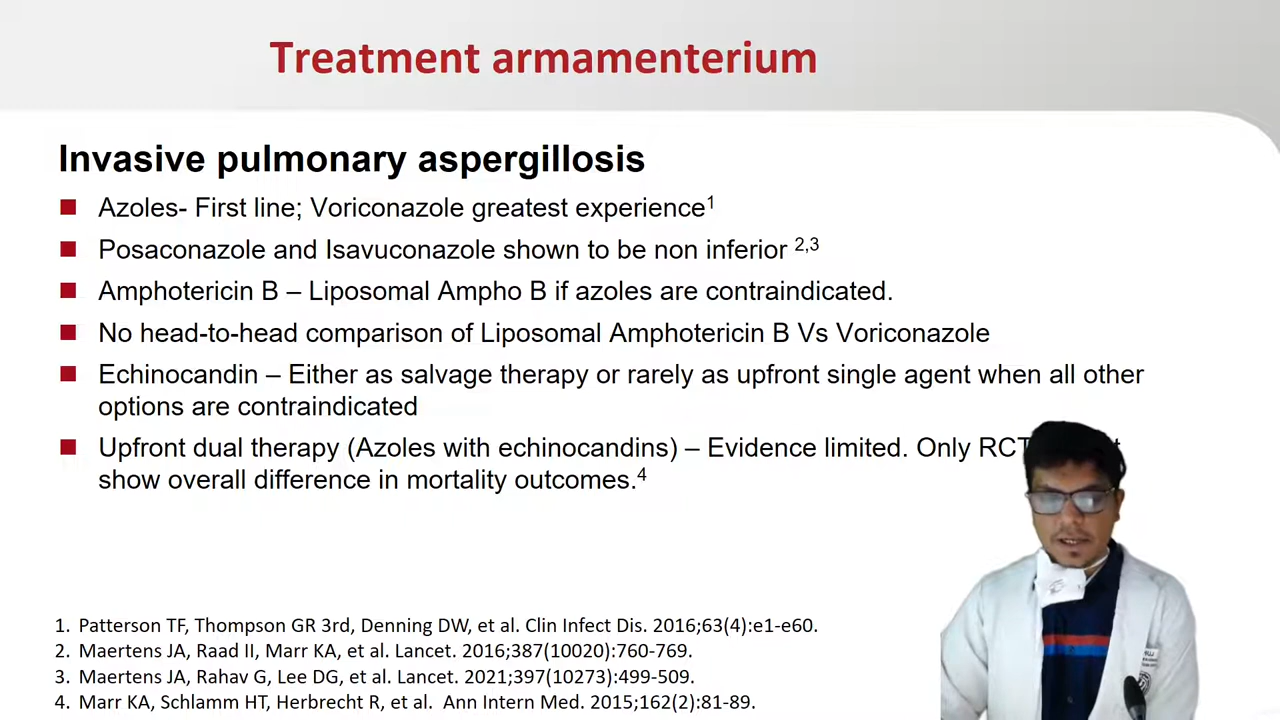 Treatment armamenterium
Invasive pulmonary aspergillosis
Azoles- First line; Voriconazole greatest experience1
Posaconazole and Isavuconazole shown to be non inferior 2,3
Amphotericin B – Liposomal Ampho B if azoles are contraindicated.
No head-to-head comparison of Liposomal Amphotericin B Vs Voriconazole
Echinocandin – Either as salvage therapy or rarely as upfront single agent when all other
options are contraindicated
Upfront dual therapy (Azoles with echinocandins) – Evidence limited. Only RCT
show overall difference in mortality outcomes.4
1. Patterson TF, Thompson GR 3rd, Denning DW, et al. Clin Infect Dis. 2016;63(4):e1-e60.
2. Maertens JA, Raad II, Marr KA, et al. Lancet. 2016;387(10020):760-769.
3. Maertens JA, Rahav G, Lee DG, et al. Lancet. 2021;397(10273):499-509.
4. Marr KA, Schlamm HT, Herbrecht R, et al. Ann Intern Med. 2015;162(2):81-89.